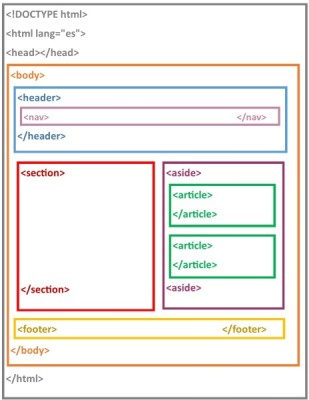 <!DOCTYPE html>
<html lang="es">
<head></head>
<body>
<header>
<nav> </nav>
</header>
<section>
</section>
<aside>
<article>
</article>
<article>
</article>
<aside>
<footer> </footer>
</body>
</html>